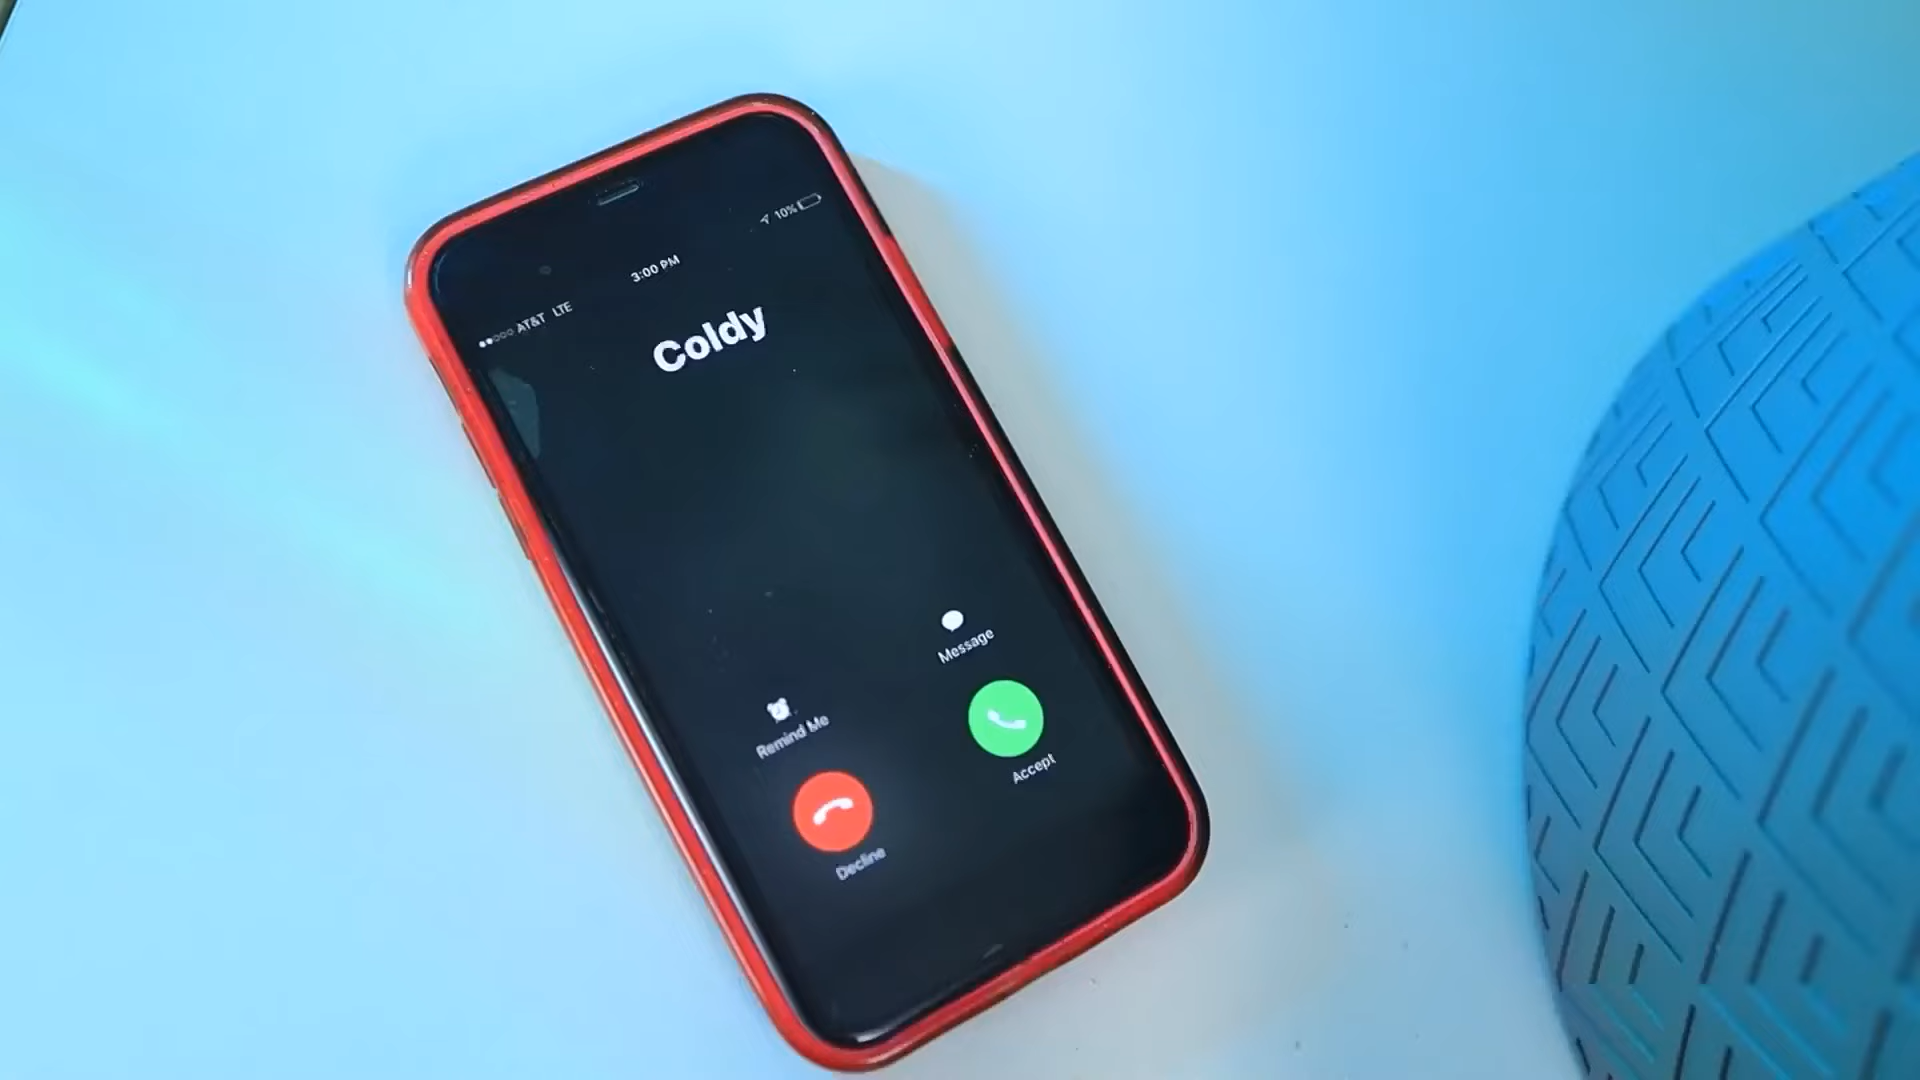 10%
3:00 PM
AT&T LTE
Coldy
Message
Remind Me
Accept
Decline